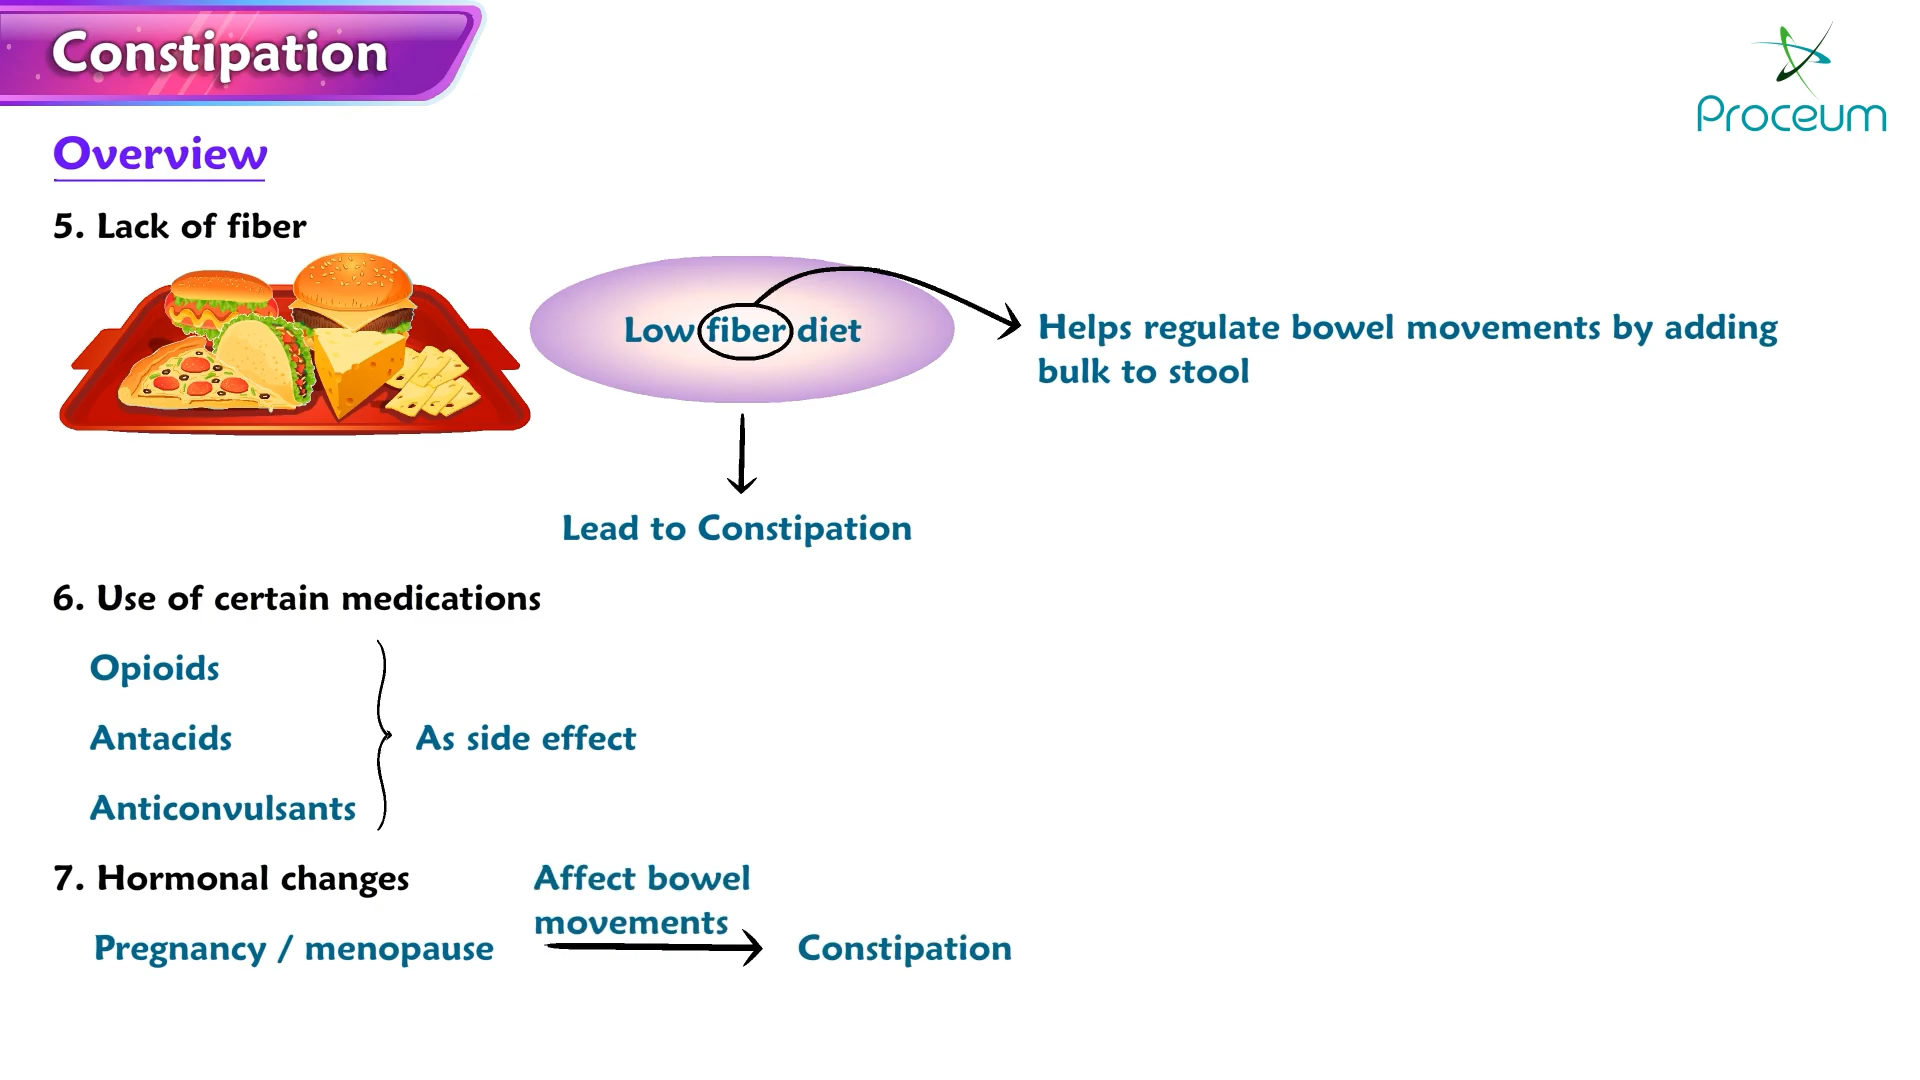 Constipation
Proceum
Overview
5. Lack of fiber
Low fiber diet
Helps regulate bowel movements by adding
bulk to stool
Lead to Constipation
6. Use of certain medications
Opioids
Antacids
As side effect
Anticonvulsants
7. Hormonal changes
Affect bowel
movements
Pregnancy / menopause
Constipation